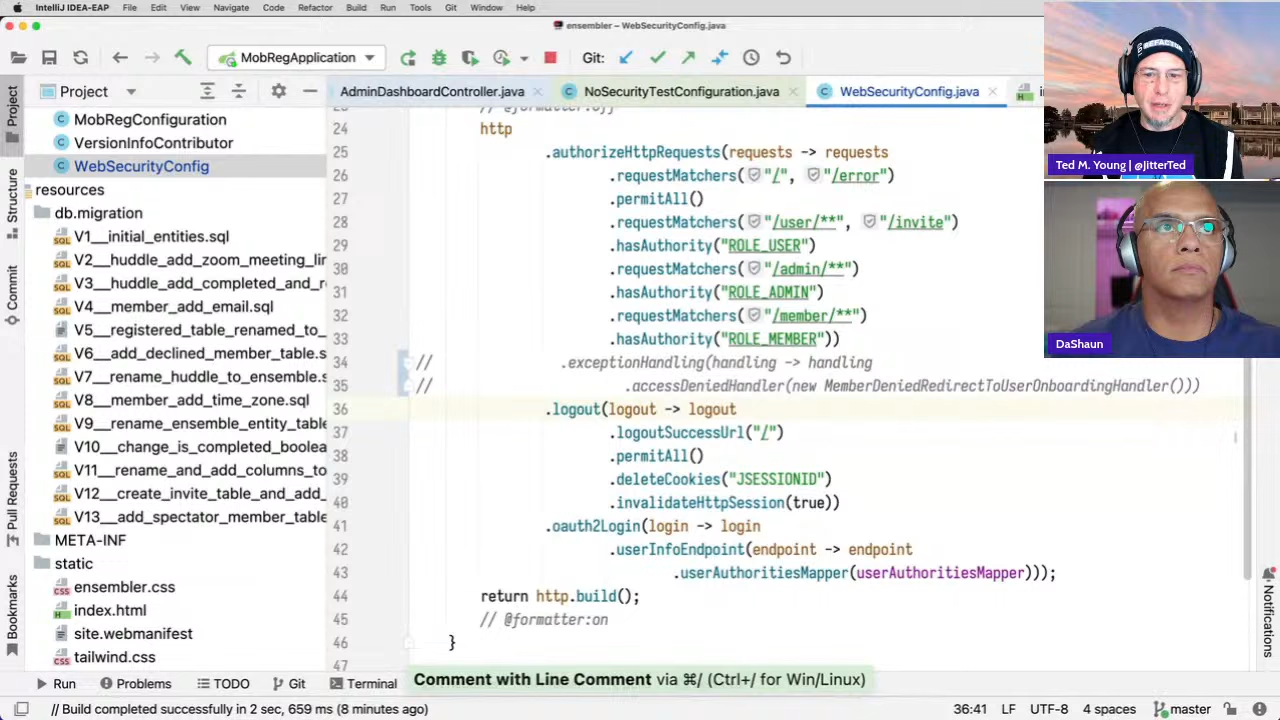 IntelliJ IDEA-EAP File Edit View Navigate Code Refactor Build Run Tools Git Window Help
ensembler – WebSecurityConfig.java
MobRegApplication Git:
Project
AdminDashboardController.java NoSecurityTestConfiguration.java WebSecurityConfig.java
MobRegConfiguration
VersionInfoContributor
WebSecurityConfig
resources
db.migration
V1__initial_entities.sql
V2__huddle_add_zoom_meeting_lin
V3__huddle_add_completed_and_r
V4__member_add_email.sql
V5__registered_table_renamed_to_
V6__add_declined_member_table.s
V7__rename_huddle_to_ensemble.s
V8__member_add_time_zone.sql
V9__rename_ensemble_entity_table
V10__change_is_completed_boolea
V11__rename_and_add_columns_to
V12__create_invite_table_and_add_
V13__add_spectator_member_table
META-INF
static
ensembler.css
index.html
site.webmanifest
tailwind.css
Project
Structure
Commit
Pull Requests
Bookmarks
// @formatter:off
24 http
25 .authorizeHttpRequests(requests -> requests
26 .requestMatchers("/", "/error")
27 .permitAll()
28 .requestMatchers("/user/**", "/invite")
29 .hasAuthority("ROLE_USER")
30 .requestMatchers("/admin/**")
31 .hasAuthority("ROLE_ADMIN")
32 .requestMatchers("/member/**")
33 .hasAuthority("ROLE_MEMBER"))
34 // .exceptionHandling(handling -> handling
35 // .accessDeniedHandler(new MemberDeniedRedirectToUserOnboardingHandler()))
36 .logout(logout -> logout
37 .logoutSuccessUrl("/")
38 .permitAll()
39 .deleteCookies("JSESSIONID")
40 .invalidateHttpSession(true))
41 .oauth2Login(login -> login
42 .userInfoEndpoint(endpoint -> endpoint
43 .userAuthoritiesMapper(userAuthoritiesMapper)));
44 return http.build();
45 // @formatter:on
46 }
47
REFACTOR
Ted M. Young | @JitterTed
DaShaun
Notifications
Comment with Line Comment via ⌘/ (Ctrl+/ for Win/Linux)
Run Problems TODO Git Terminal
// Build completed successfully in 2 sec, 659 ms (8 minutes ago) 36:41 LF UTF-8 4 spaces master